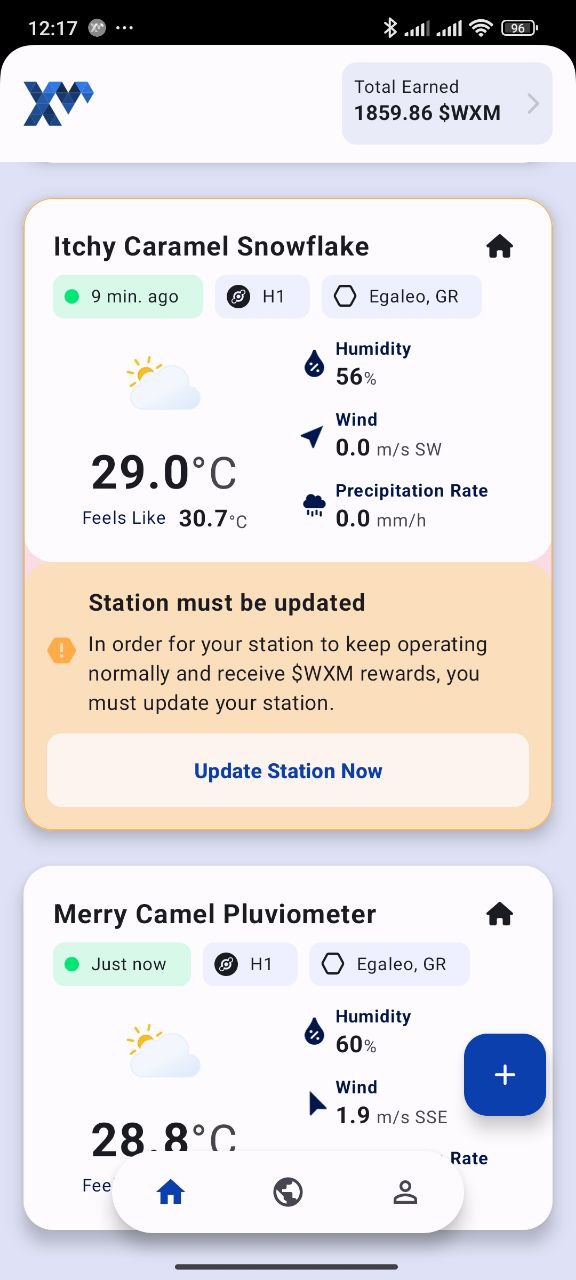 12:17
96
Total Earned
1859.86 $WXM
Itchy Caramel Snowflake
9 min. ago
H1
Egaleo, GR
Humidity
56%
Wind
29.0°C
0.0 m/s SW
Precipitation Rate
Feels Like 30.7°C
0.0 mm/h
Station must be updated
In order for your station to keep operating
normally and receive $WXM rewards, you
must update your station.
Update Station Now
Merry Camel Pluviometer
Just now
H1
Egaleo, GR
Humidity
60%
Wind
1.9 m/s SSE
28.8°C
Rate
Fee